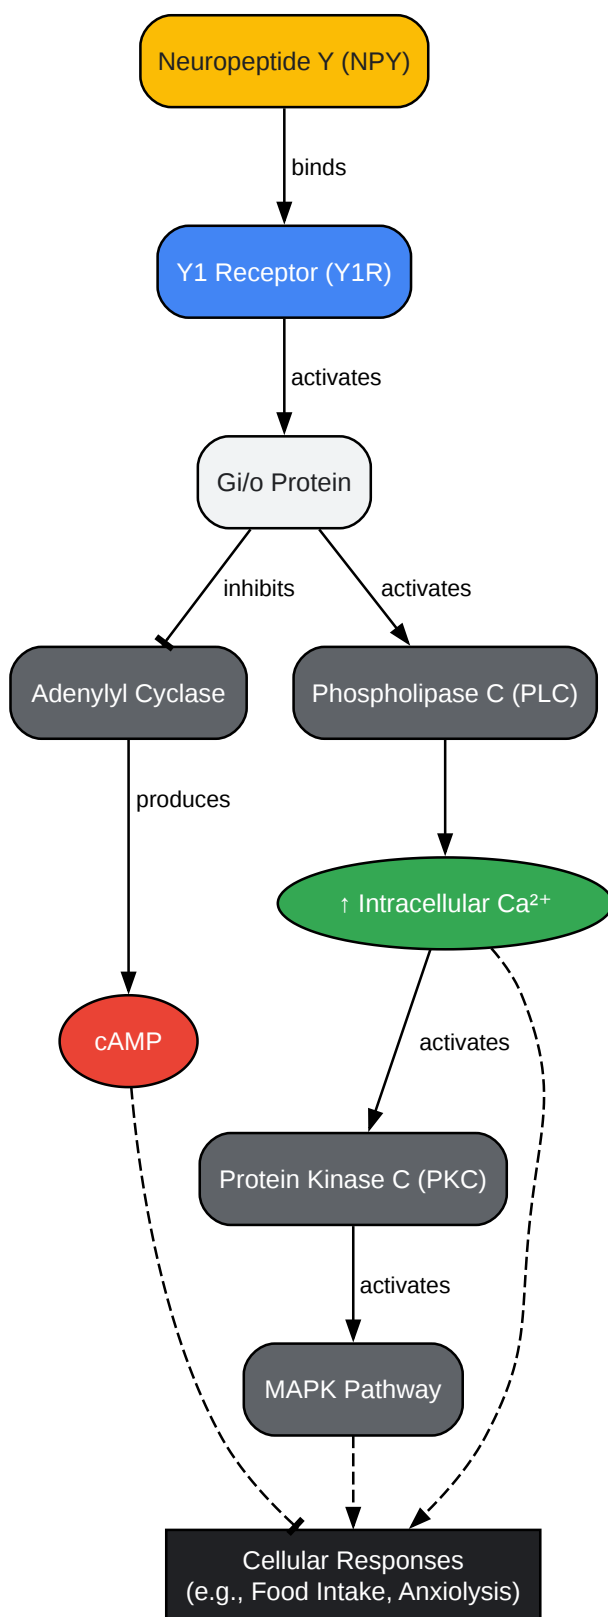 Neuropeptide Y (NPY)
binds
Y1 Receptor (Y1R)
activates
Gi/o Protein
inhibits
activates
Adenylyl Cyclase
Phospholipase C (PLC)
produces
↑ Intracellular Ca²⁺
cAMP
activates
Protein Kinase C (PKC)
activates
MAPK Pathway
Cellular Responses
(e.g., Food Intake, Anxiolysis)